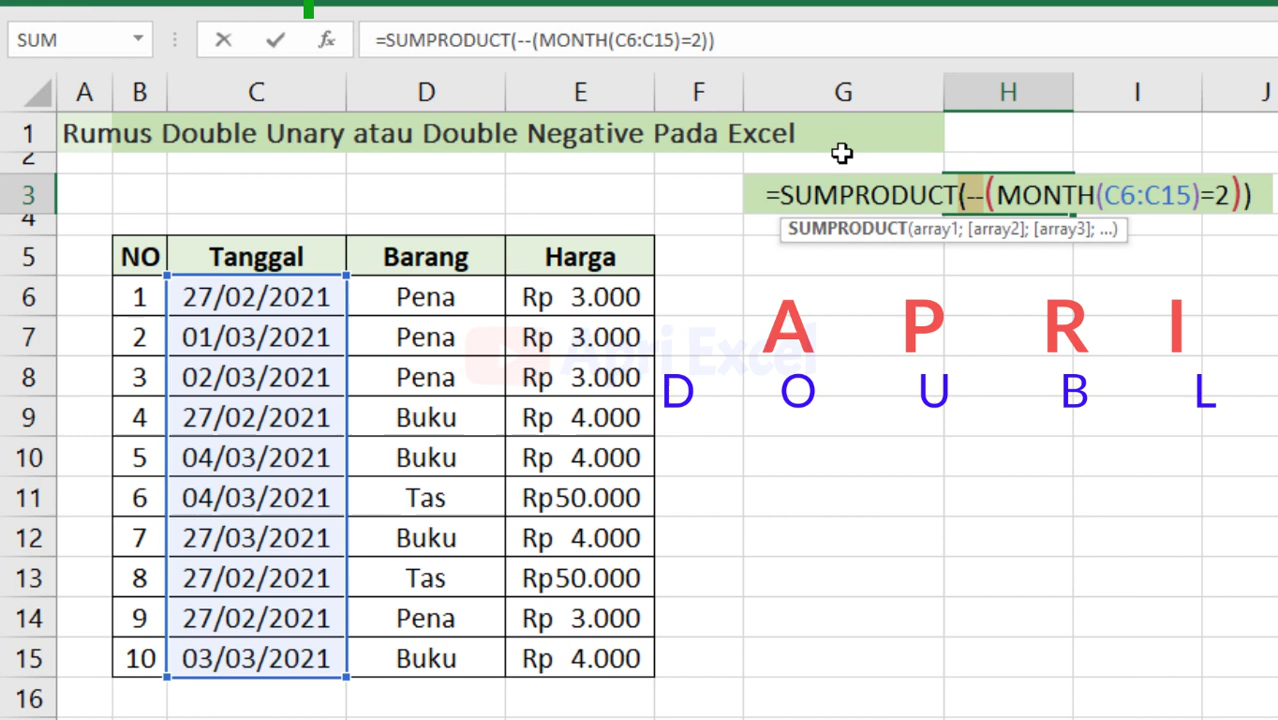 SUM =SUMPRODUCT(--(MONTH(C6:C15)=2))
A B C D E F G H I J
1 Rumus Double Unary atau Double Negative Pada Excel
2
3 =SUMPRODUCT(--(MONTH(C6:C15)=2))
SUMPRODUCT(array1; [array2]; [array3]; ...)
4
5 NO Tanggal Barang Harga
6 1 27/02/2021 Pena Rp 3.000
7 2 01/03/2021 Pena Rp 3.000
8 3 02/03/2021 Pena Rp 3.000
9 4 27/02/2021 Buku Rp 4.000
10 5 04/03/2021 Buku Rp 4.000
11 6 04/03/2021 Tas Rp50.000
12 7 27/03/2021 Buku Rp 4.000
13 8 27/02/2021 Tas Rp50.000
14 9 27/02/2021 Pena Rp 3.000
15 10 03/03/2021 Buku Rp 4.000
16
A P R I
Apri Excel
D O U B L